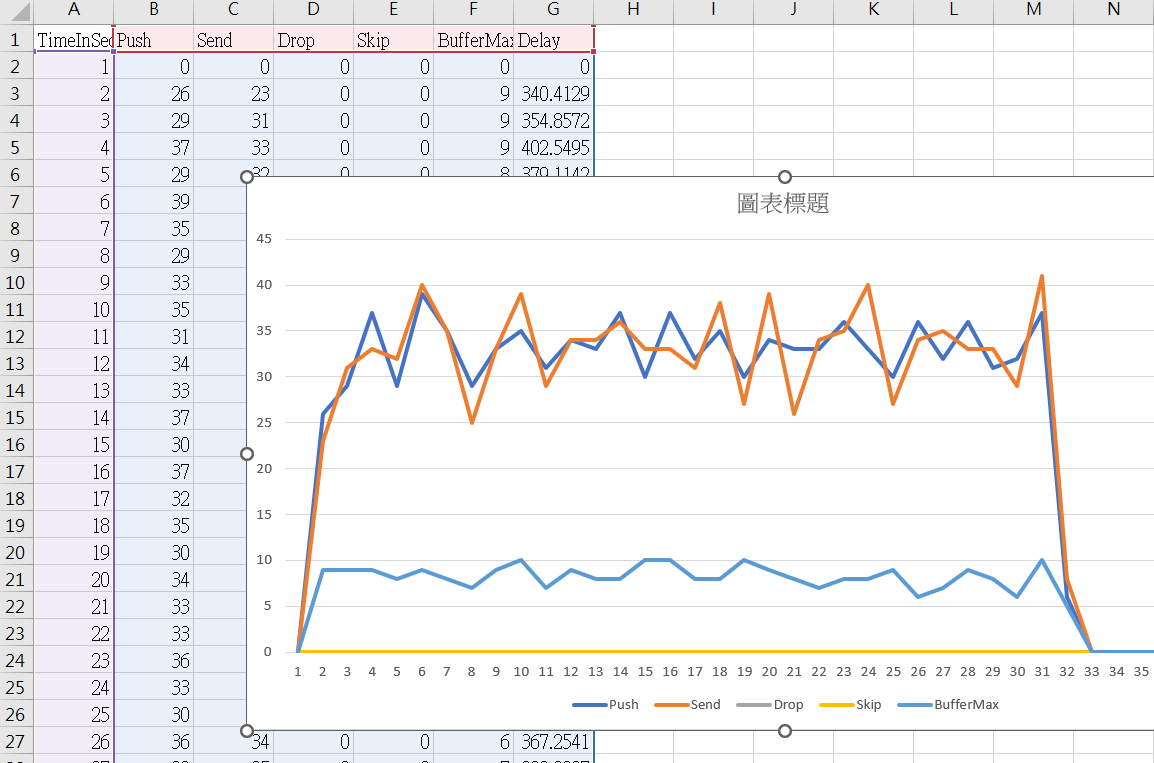 A B C D E F G H I J K L M N
1 TimeInSec Push Send Drop Skip BufferMax Delay
2 1 0 0 0 0 0 0
3 2 26 23 0 0 9 340.4129
4 3 29 31 0 0 9 354.8572
5 4 37 33 0 0 9 402.5495
6 5 29 32 0 0 8 379.1142
7 6 39
8 7 35
9 8 29
10 9 33
11 10 35
12 11 31
13 12 34
14 13 33
15 14 37
16 15 30
17 16 37
18 17 32
19 18 35
20 19 30
21 20 34
22 21 33
23 22 33
24 23 36
25 24 33
26 25 30
27 26 36 34 0 0 6 367.2541
圖表標題
45
40
35
30
25
20
15
10
5
0
1 2 3 4 5 6 7 8 9 10 11 12 13 14 15 16 17 18 19 20 21 22 23 24 25 26 27 28 29 30 31 32 33 34 35
Push Send Drop Skip BufferMax